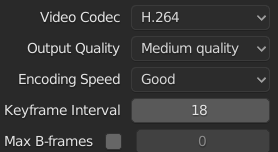 Video Codec H.264
Output Quality Medium quality
Encoding Speed Good
Keyframe Interval 18
Max B-frames 0